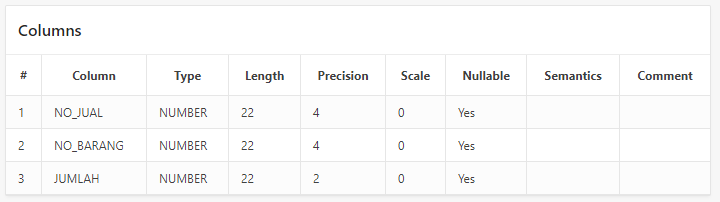 Columns
# Column Type Length Precision Scale Nullable Semantics Comment
1 NO_JUAL NUMBER 22 4 0 Yes
2 NO_BARANG NUMBER 22 4 0 Yes
3 JUMLAH NUMBER 22 2 0 Yes